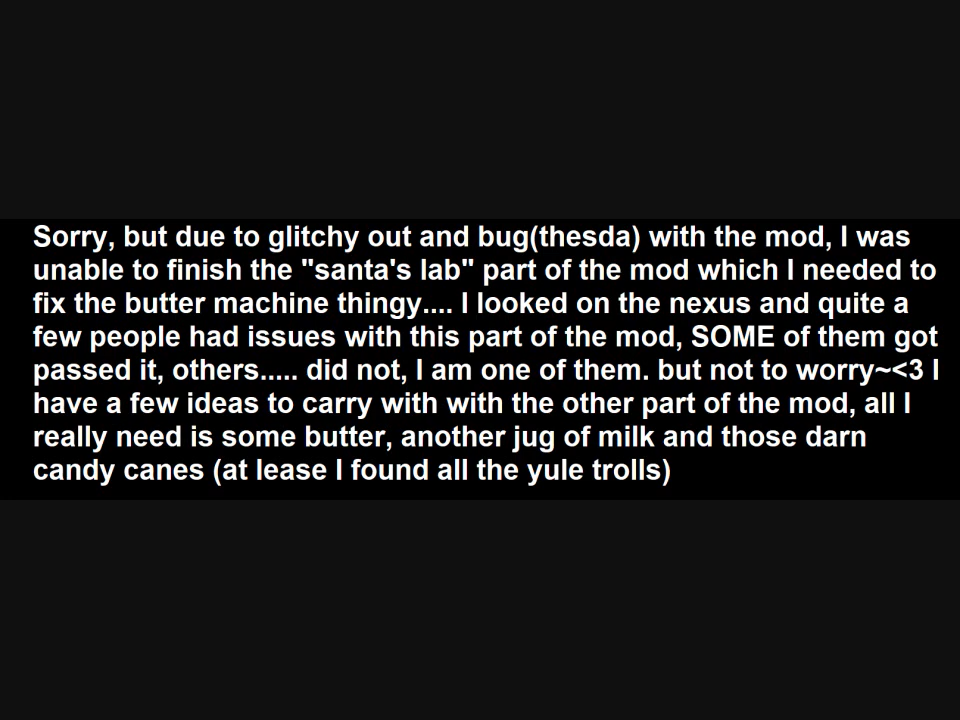 Sorry, but due to glitchy out and bug(thesda) with the mod, I was
unable to finish the "santa's lab" part of the mod which I needed to
fix the butter machine thingy.... I looked on the nexus and quite a
few people had issues with this part of the mod, SOME of them got
passed it, others..... did not, I am one of them. but not to worry~<3 I
have a few ideas to carry with with the other part of the mod, all I
really need is some butter, another jug of milk and those darn
candy canes (at lease I found all the yule trolls)